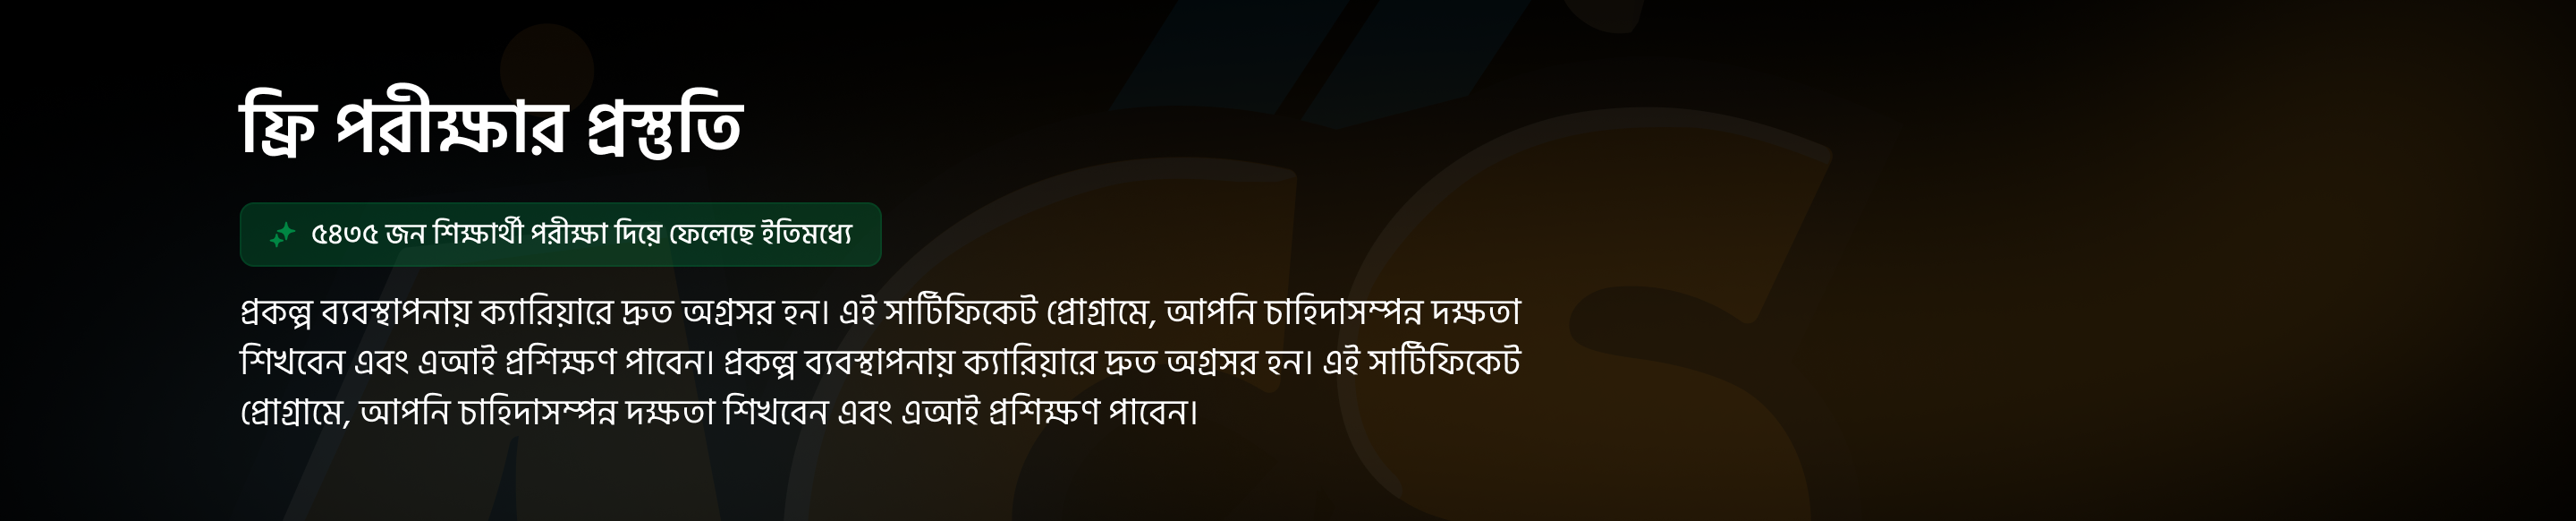 ফ্রি পরীক্ষার প্রস্তুতি
৫৪৩৫ জন শিক্ষার্থী পরীক্ষা দিয়ে ফেলেছে ইতিমধ্যে
প্রকল্প ব্যবস্থাপনায় ক্যারিয়ারে দ্রুত অগ্রসর হন। এই সার্টিফিকেট প্রোগ্রামে, আপনি চাহিদাসম্পন্ন দক্ষতা
শিখবেন এবং এআই প্রশিক্ষণ পাবেন। প্রকল্প ব্যবস্থাপনায় ক্যারিয়ারে দ্রুত অগ্রসর হন। এই সার্টিফিকেট
প্রোগ্রামে, আপনি চাহিদাসম্পন্ন দক্ষতা শিখবেন এবং এআই প্রশিক্ষণ পাবেন।